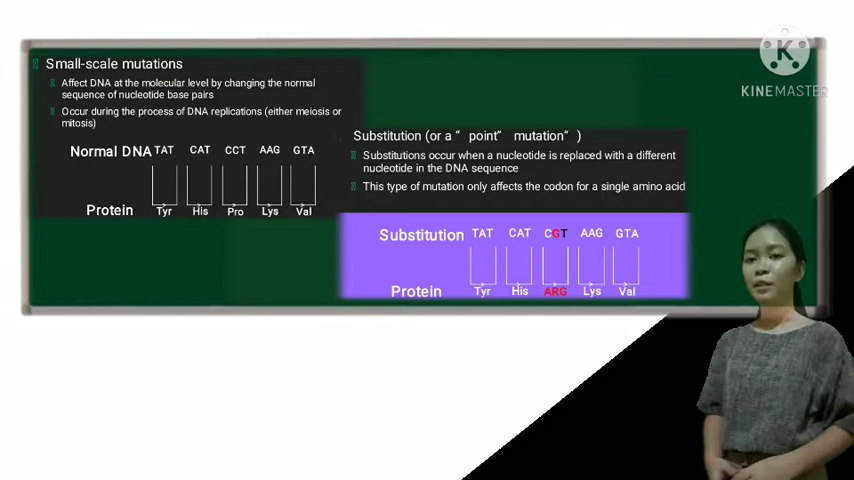 Small-scale mutations
Affect DNA at the molecular level by changing the normal
sequence of nucleotide base pairs
Occur during the process of DNA replications (either meiosis or
mitosis)
Normal DNA TAT CAT CCT AAG GTA
Protein Tyr His Pro Lys Val
Substitution (or a “ point” mutation“ )
Substitutions occur when a nucleotide is replaced with a different
nucleotide in the DNA sequence
This type of mutation only affects the codon for a single amino acid
Substitution TAT CAT CGT AAG GTA
Protein Tyr His ARG Lys Val
K
KINEMASTER